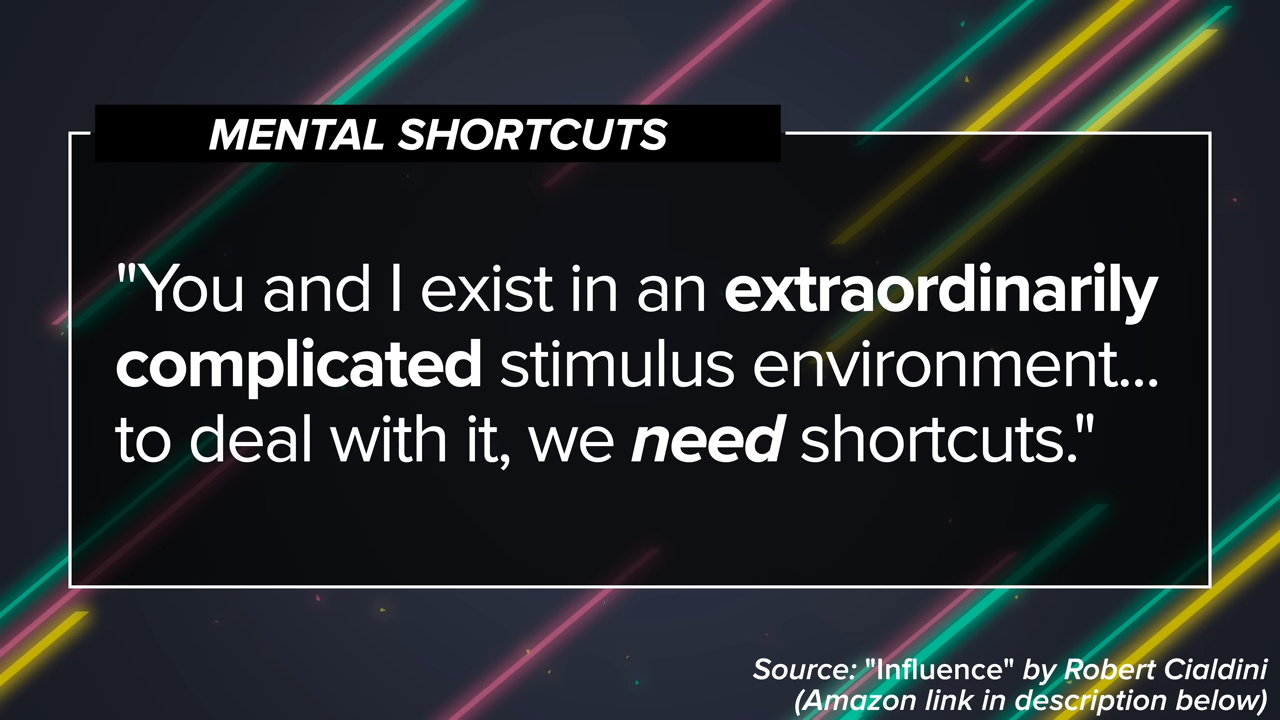 MENTAL SHORTCUTS
"You and I exist in an extraordinarily
complicated stimulus environment...
to deal with it, we need shortcuts."
Source: "Influence" by Robert Cialdini
(Amazon link in description below)